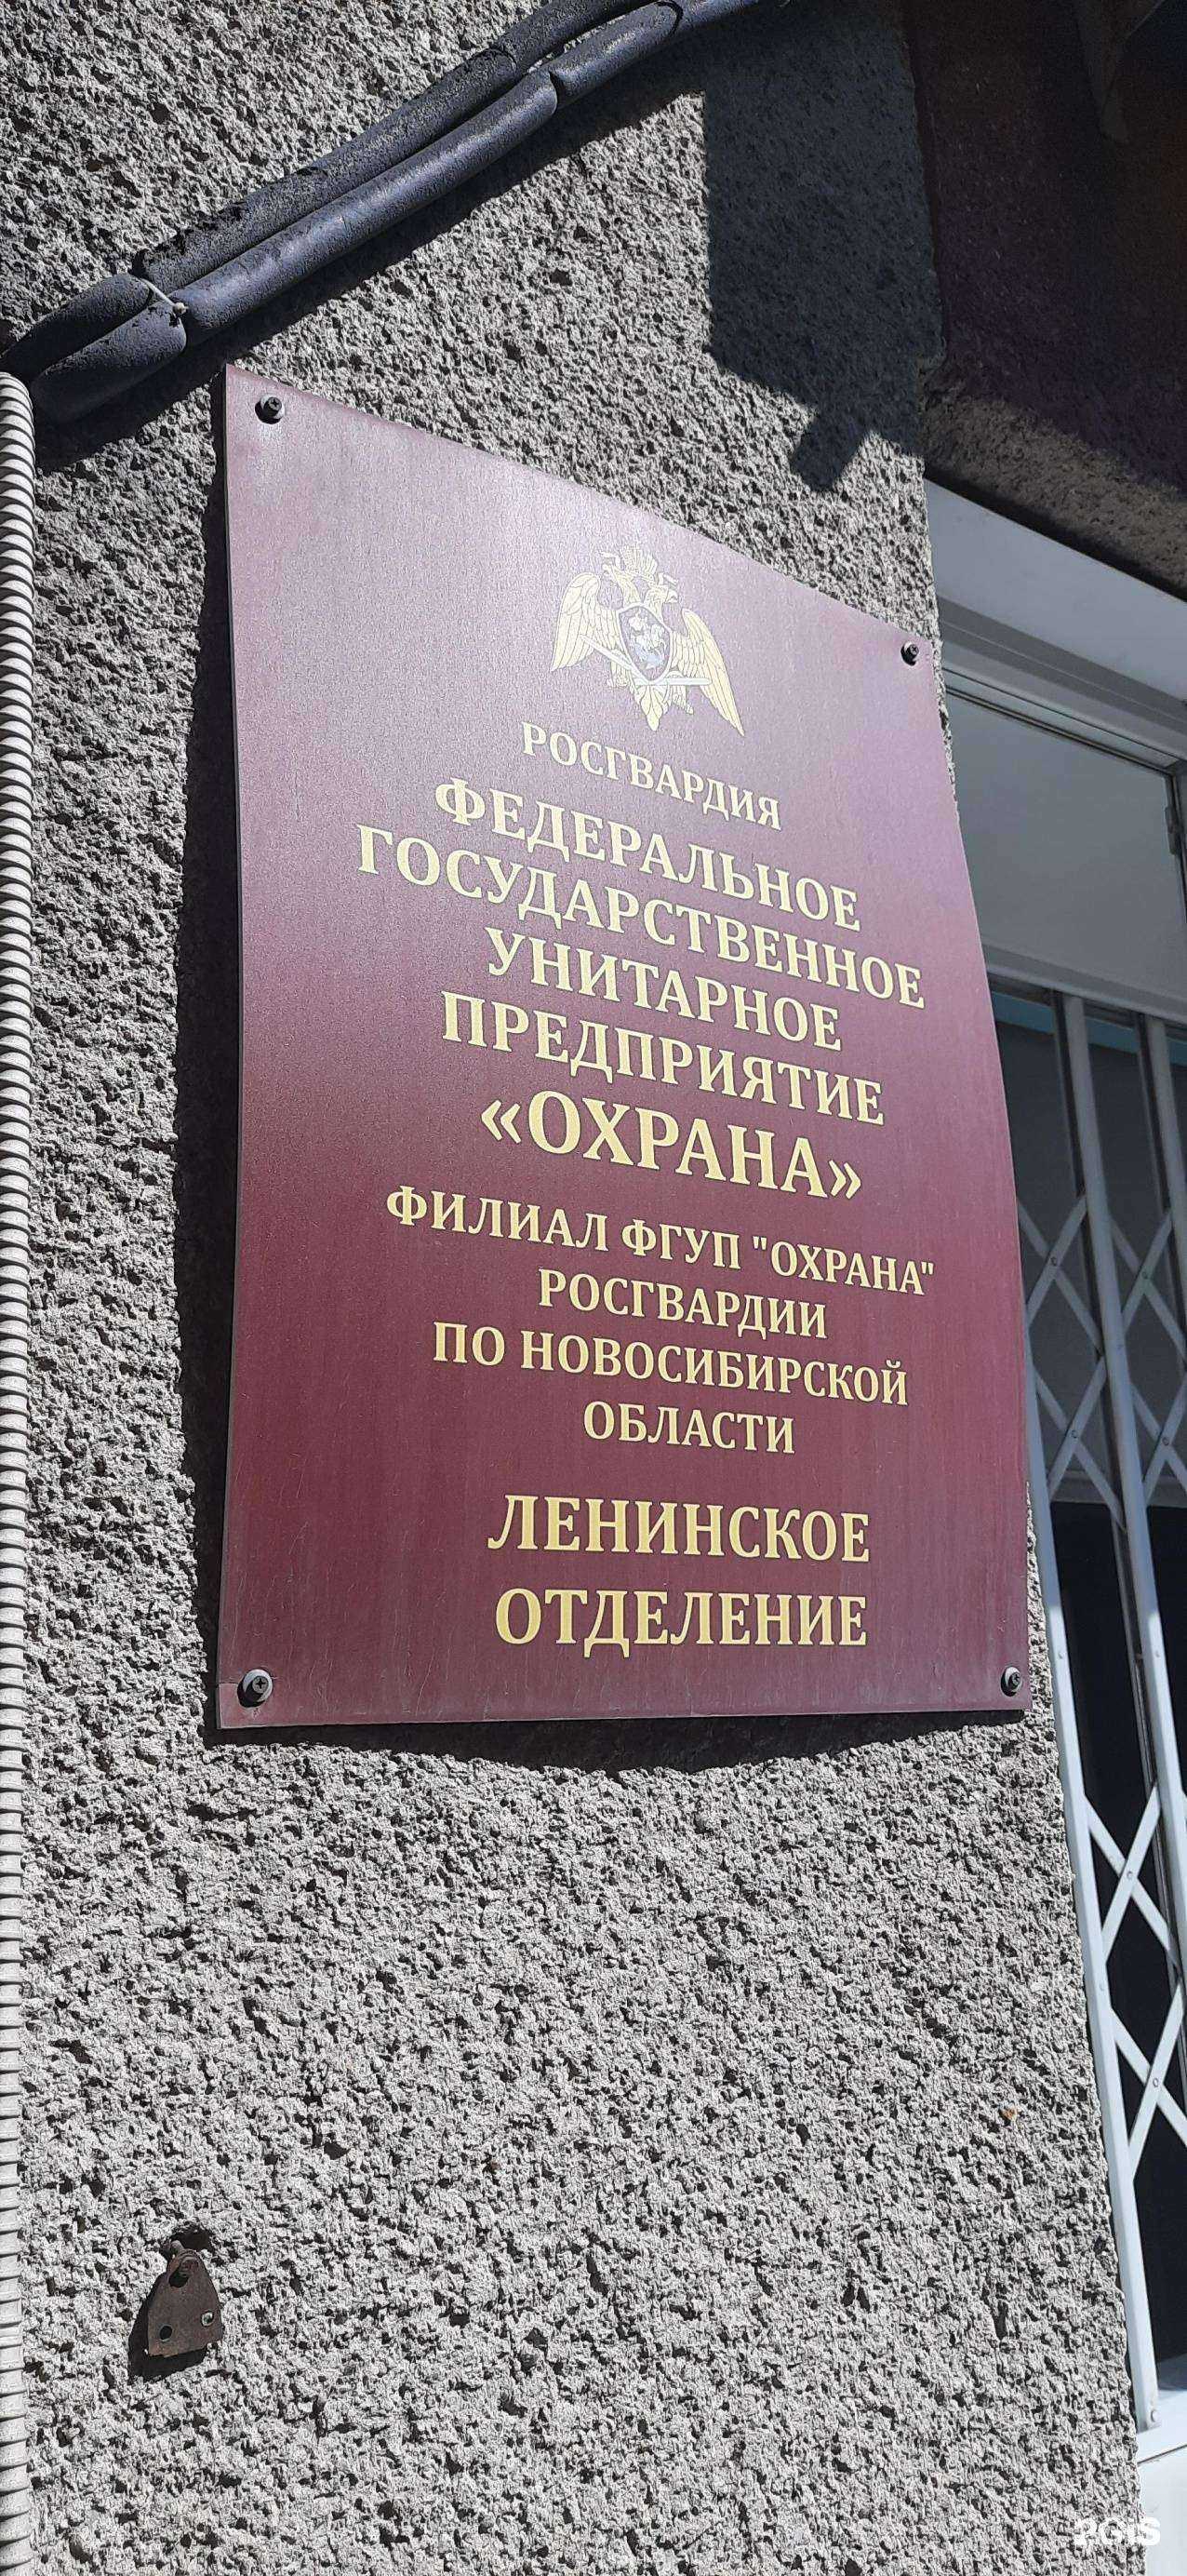 РОСГВАРДИЯ
ФЕДЕРАЛЬНОЕ
ГОСУДАРСТВЕННОЕ
УНИТАРНОЕ
ПРЕДПРИЯТИЕ
«ОХРАНА»
ФИЛИАЛ ФГУП "ОХРАНА"
РОСГВАРДИИ
ПО НОВОСИБИРСКОЙ
ОБЛАСТИ
ЛЕНИНСКОЕ
ОТДЕЛЕНИЕ
2GIS